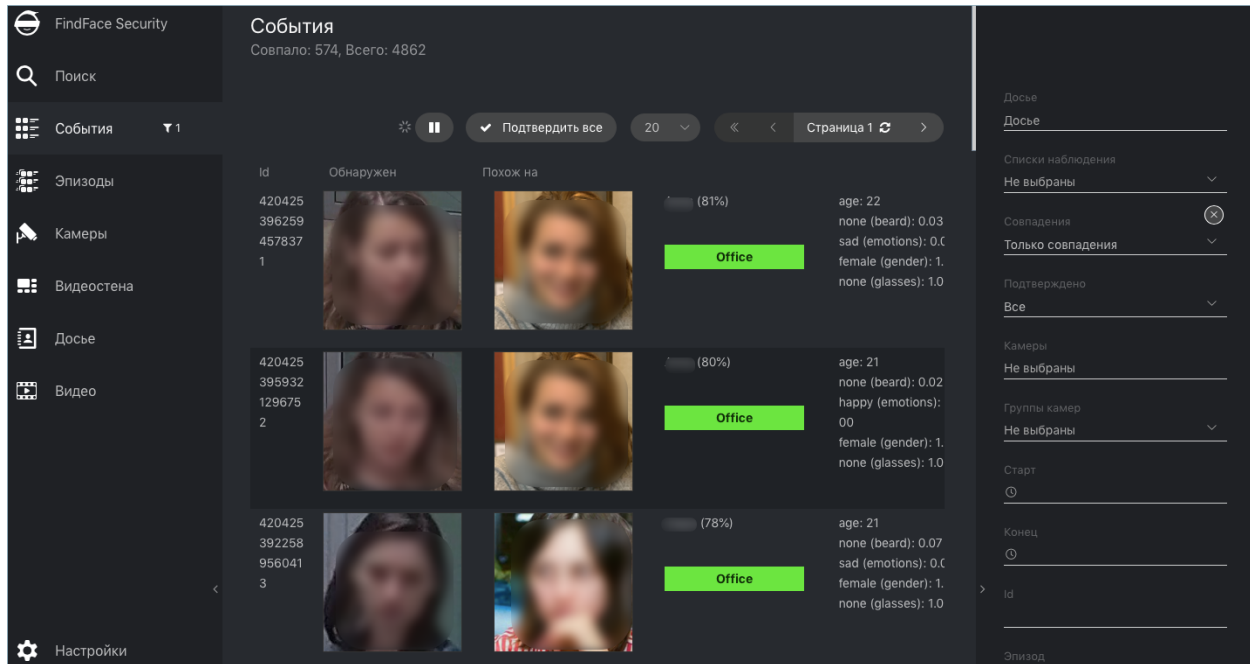 FindFace Security
Поиск
События 1
Эпизоды
Камеры
Видеостена
Досье
Видео
Настройки
События
Совпало: 574, Всего: 4862
Подтвердить все 20 Страница 1
Id Обнаружен Похож на
420425
396259
457837
1
(81%)
Office
age: 22
none (beard): 0.03
sad (emotions): 0.0
female (gender): 1.
none (glasses): 1.0
420425
395932
129675
2
(80%)
Office
age: 21
none (beard): 0.02
happy (emotions):
00
female (gender): 1.
none (glasses): 1.0
420425
392258
956041
3
(78%)
Office
age: 21
none (beard): 0.07
sad (emotions): 0.0
female (gender): 1.
none (glasses): 1.0
Досье
Досье
Списки наблюдения
Не выбраны
Совпадения
Только совпадения
Подтверждено
Все
Камеры
Не выбраны
Группы камер
Не выбраны
Старт
Конец
Id
Эпизод